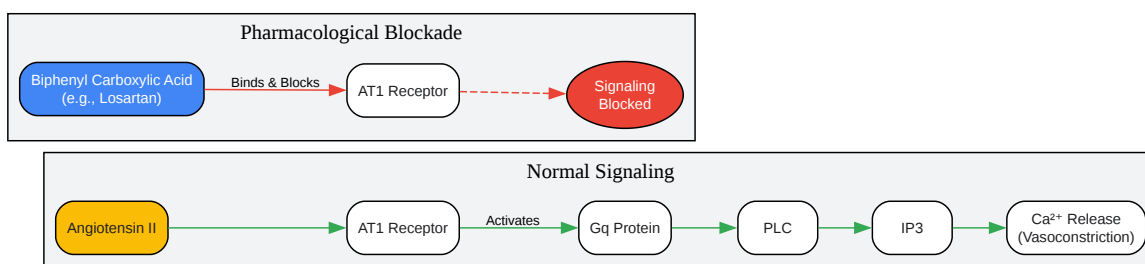 Pharmacological Blockade
Biphenyl Carboxylic Acid
(e.g., Losartan)
Binds & Blocks
AT1 Receptor
Signaling
Blocked
Normal Signaling
Angiotensin II
AT1 Receptor
Activates
Gq Protein
PLC
IP3
Ca²⁺ Release
(Vasoconstriction)